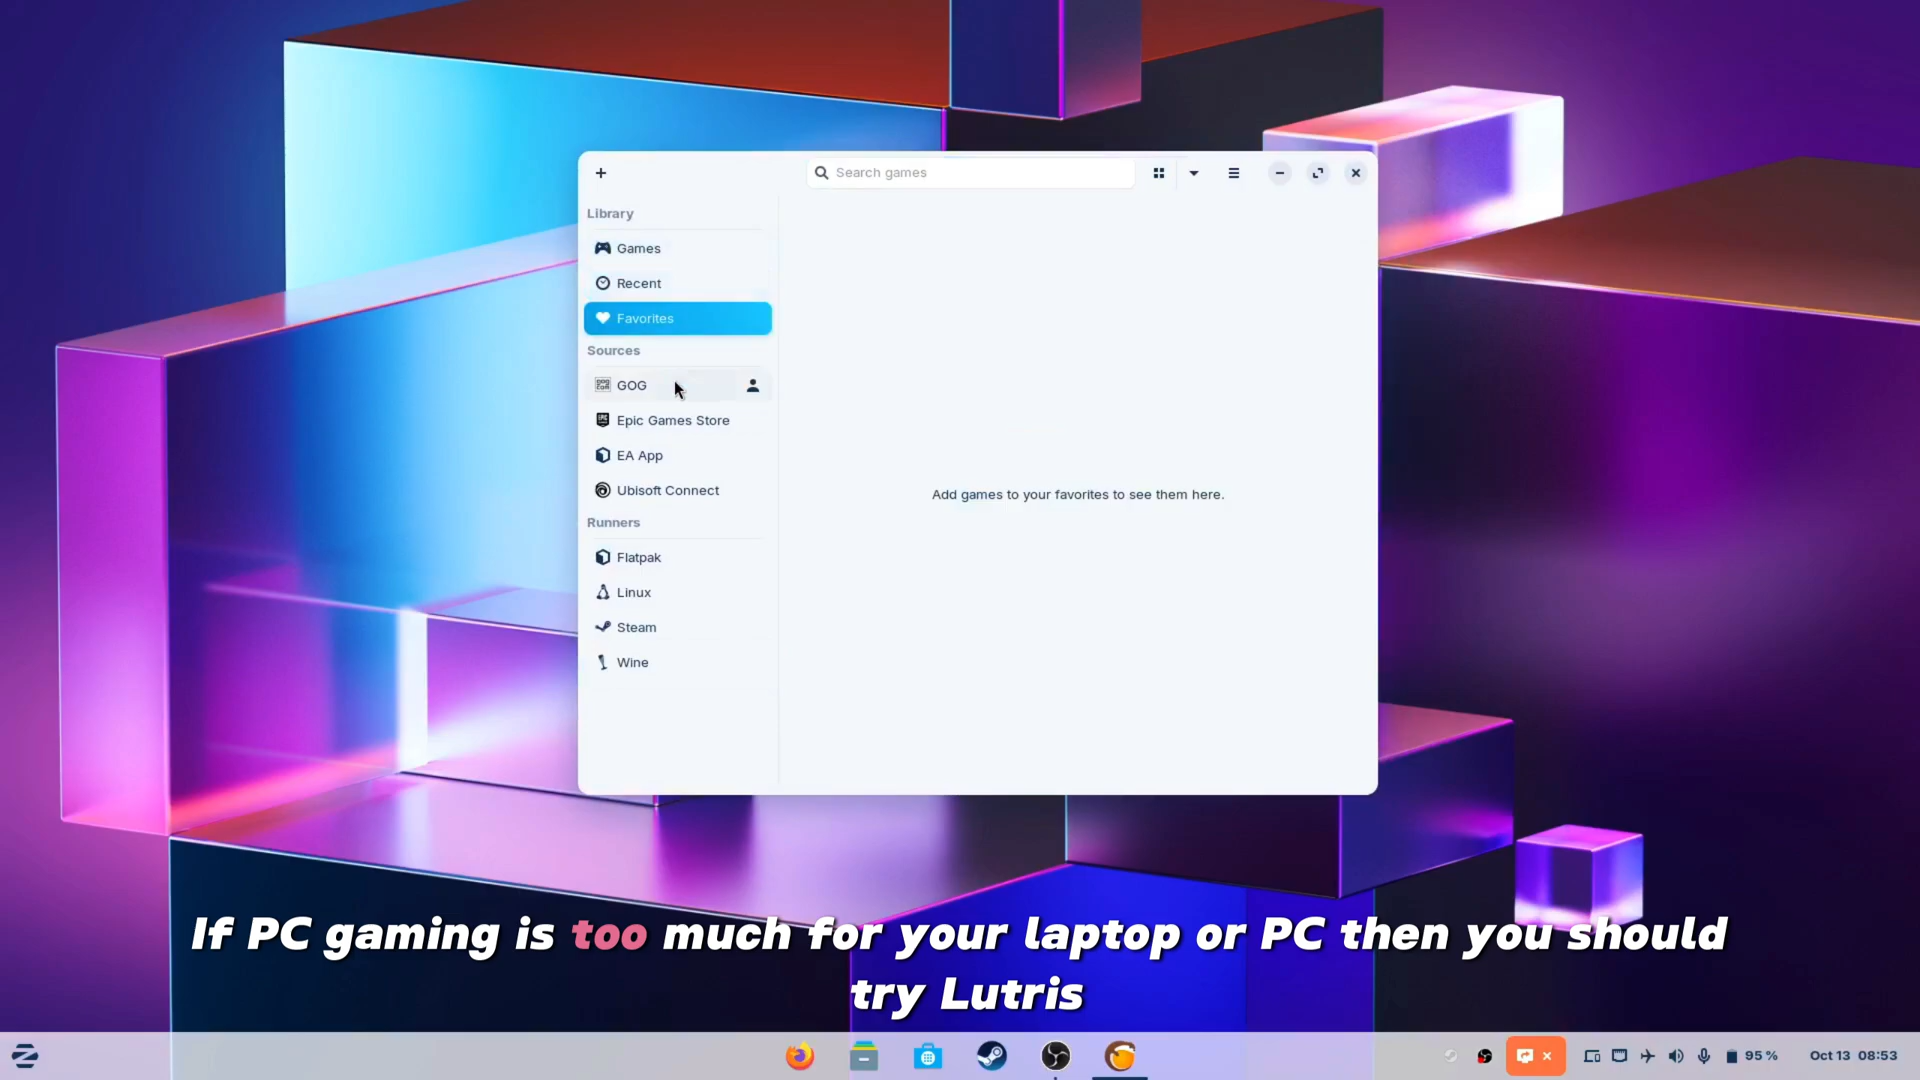 Search games
Library
Games
Recent
Favorites
Sources
GOG
Epic Games Store
EA App
Ubisoft Connect
Runners
Flatpak
Linux
Steam
Wine
Add games to your favorites to see them here.
If PC gaming is too much for your laptop or PC then you should
try Lutris
95 %
Oct 13 08:53